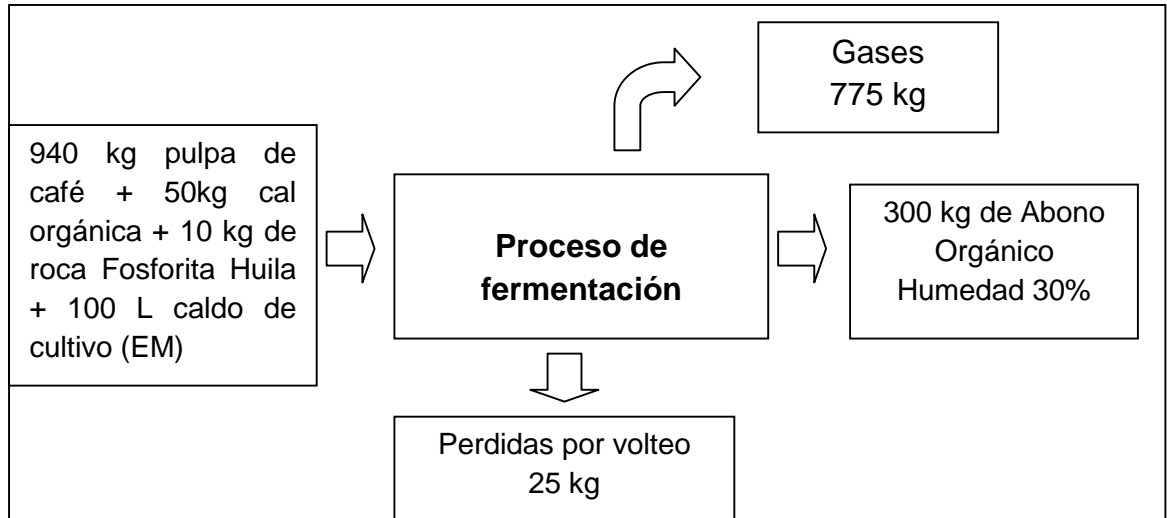 Gases
775 kg
940 kg pulpa de
café + 50kg cal
orgánica + 10 kg de
roca Fosforita Huila
+ 100 L caldo de
cultivo (EM)
Proceso de
fermentación
300 kg de Abono
Orgánico
Humedad 30%
Perdidas por volteo
25 kg